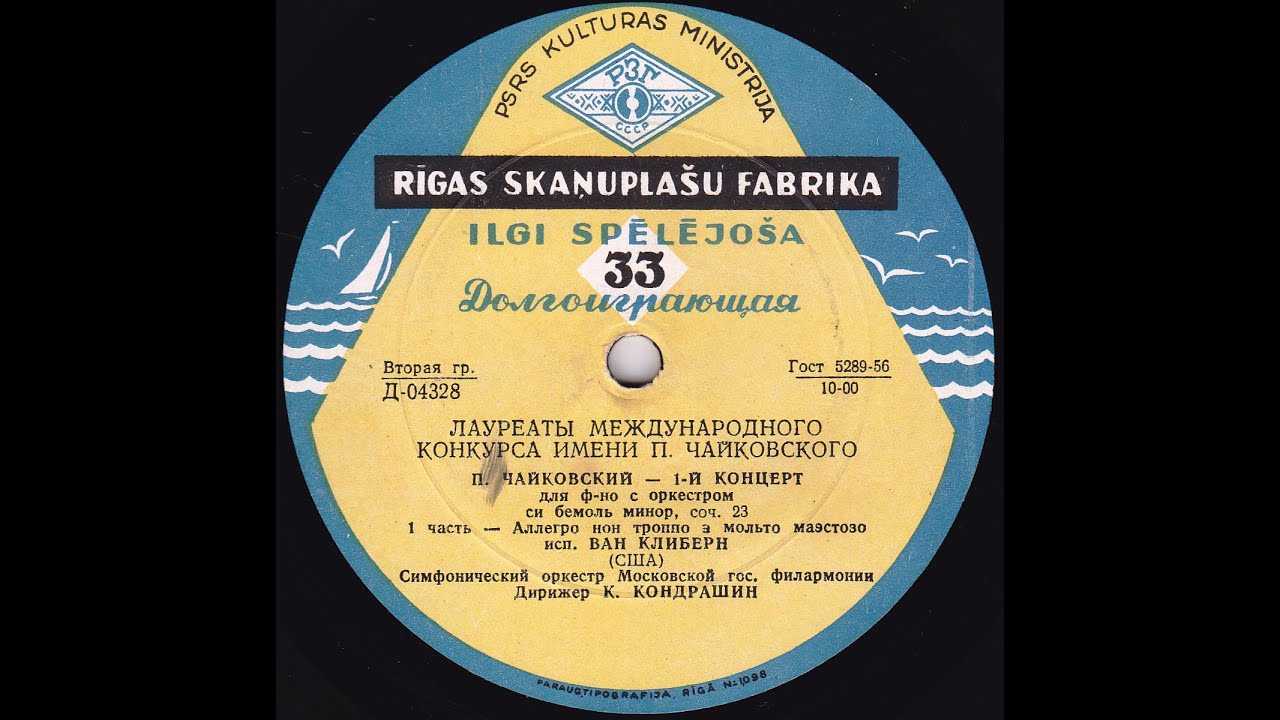 PSRS KULTURAS MINISTRIJA
РЗГ
СССР
RĪGAS SKAŅUPLAŠU FABRIKA
ILGI SPĒLĒJOŠA
33
Долгоиграющая
Вторая гр.
Д-04328
Гост 5289-56
10-00
ЛАУРЕАТЫ МЕЖДУНАРОДНОГО
КОНКУРСА ИМЕНИ П. ЧАЙКОВСКОГО
П. ЧАЙКОВСКИЙ — 1-Й КОНЦЕРТ
для ф-но с оркестром
си бемоль минор, соч. 23
1 часть — Аллегро нон троппо э мольто маэстозо
исп. ВАН КЛИБЕРН
(США)
Симфонический оркестр Московской гос. филармонии
Дирижер К. КОНДРАШИН
PARAUGTIPOGRAFIJA, RĪGĀ №1098